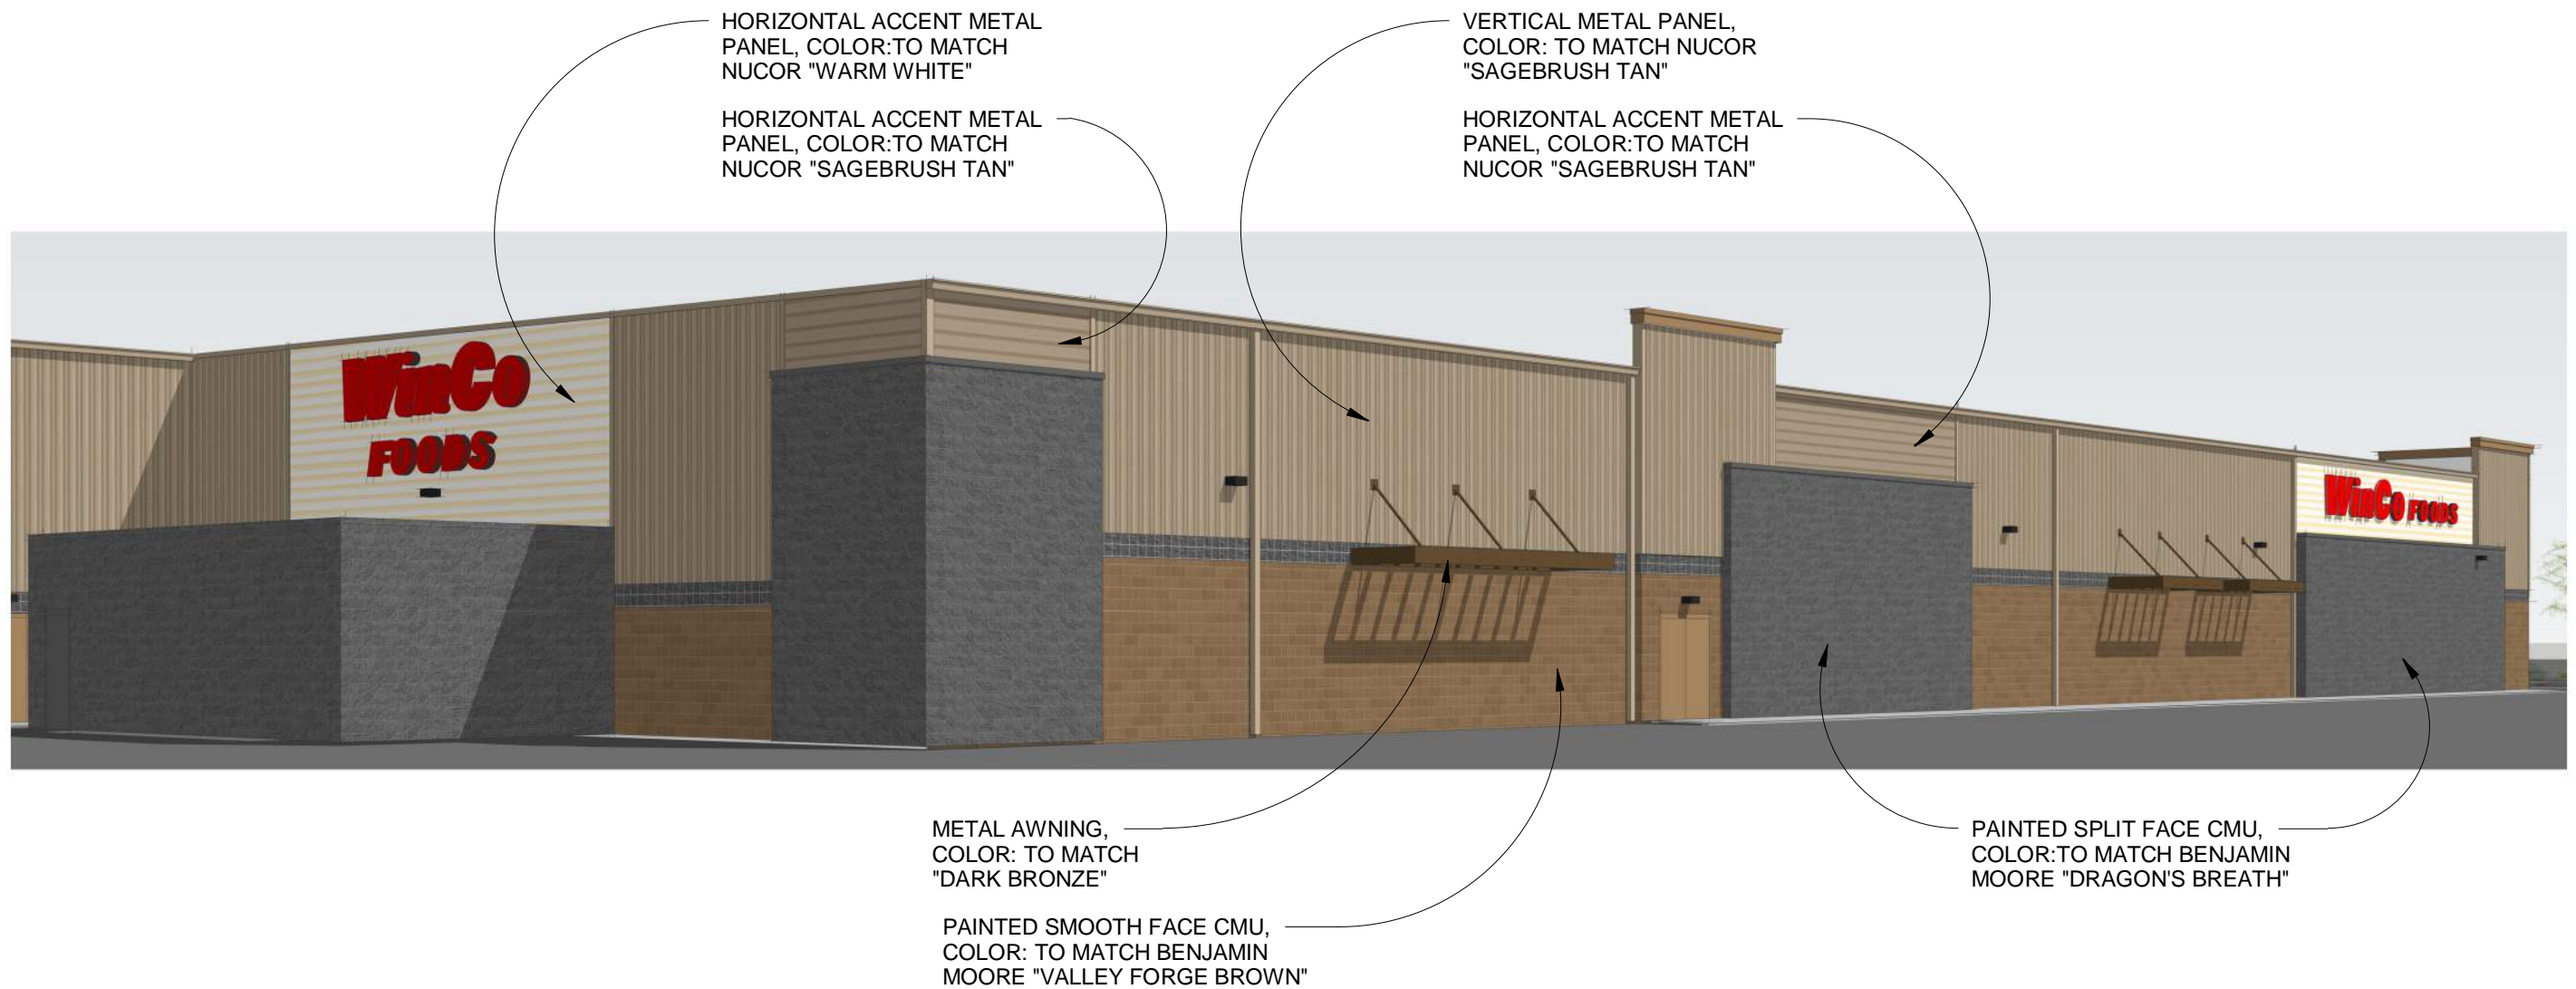 HORIZONTAL ACCENT METAL
PANEL, COLOR:TO MATCH
NUCOR "WARM WHITE"
HORIZONTAL ACCENT METAL
PANEL, COLOR:TO MATCH
NUCOR "SAGEBRUSH TAN"
VERTICAL METAL PANEL,
COLOR: TO MATCH NUCOR
"SAGEBRUSH TAN"
HORIZONTAL ACCENT METAL
PANEL, COLOR:TO MATCH
NUCOR "SAGEBRUSH TAN"
WinCo
FOODS
WinCo FOODS
METAL AWNING,
COLOR: TO MATCH
"DARK BRONZE"
PAINTED SMOOTH FACE CMU,
COLOR: TO MATCH BENJAMIN
MOORE "VALLEY FORGE BROWN"
PAINTED SPLIT FACE CMU,
COLOR:TO MATCH BENJAMIN
MOORE "DRAGON'S BREATH"